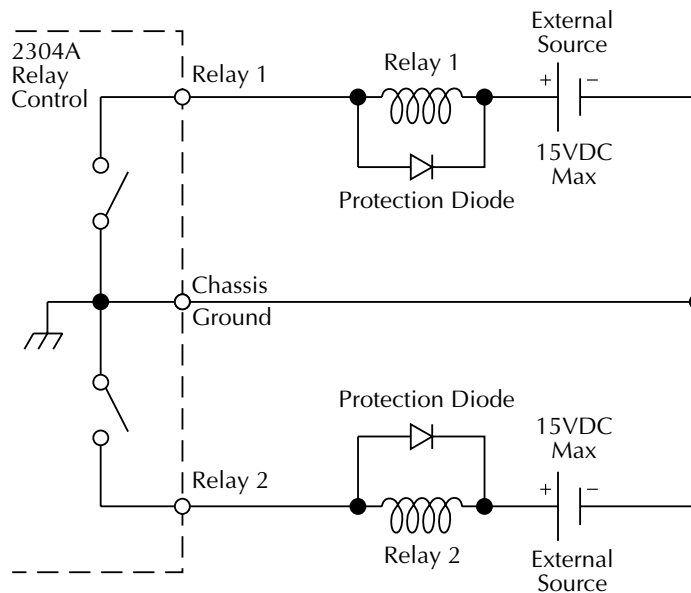 2304A
Relay
Control
Relay 1
Relay 1
External
Source
+
−
15VDC
Max
Protection Diode
Chassis
Ground
Protection Diode
15VDC
Max
Relay 2
+
−
Relay 2
External
Source